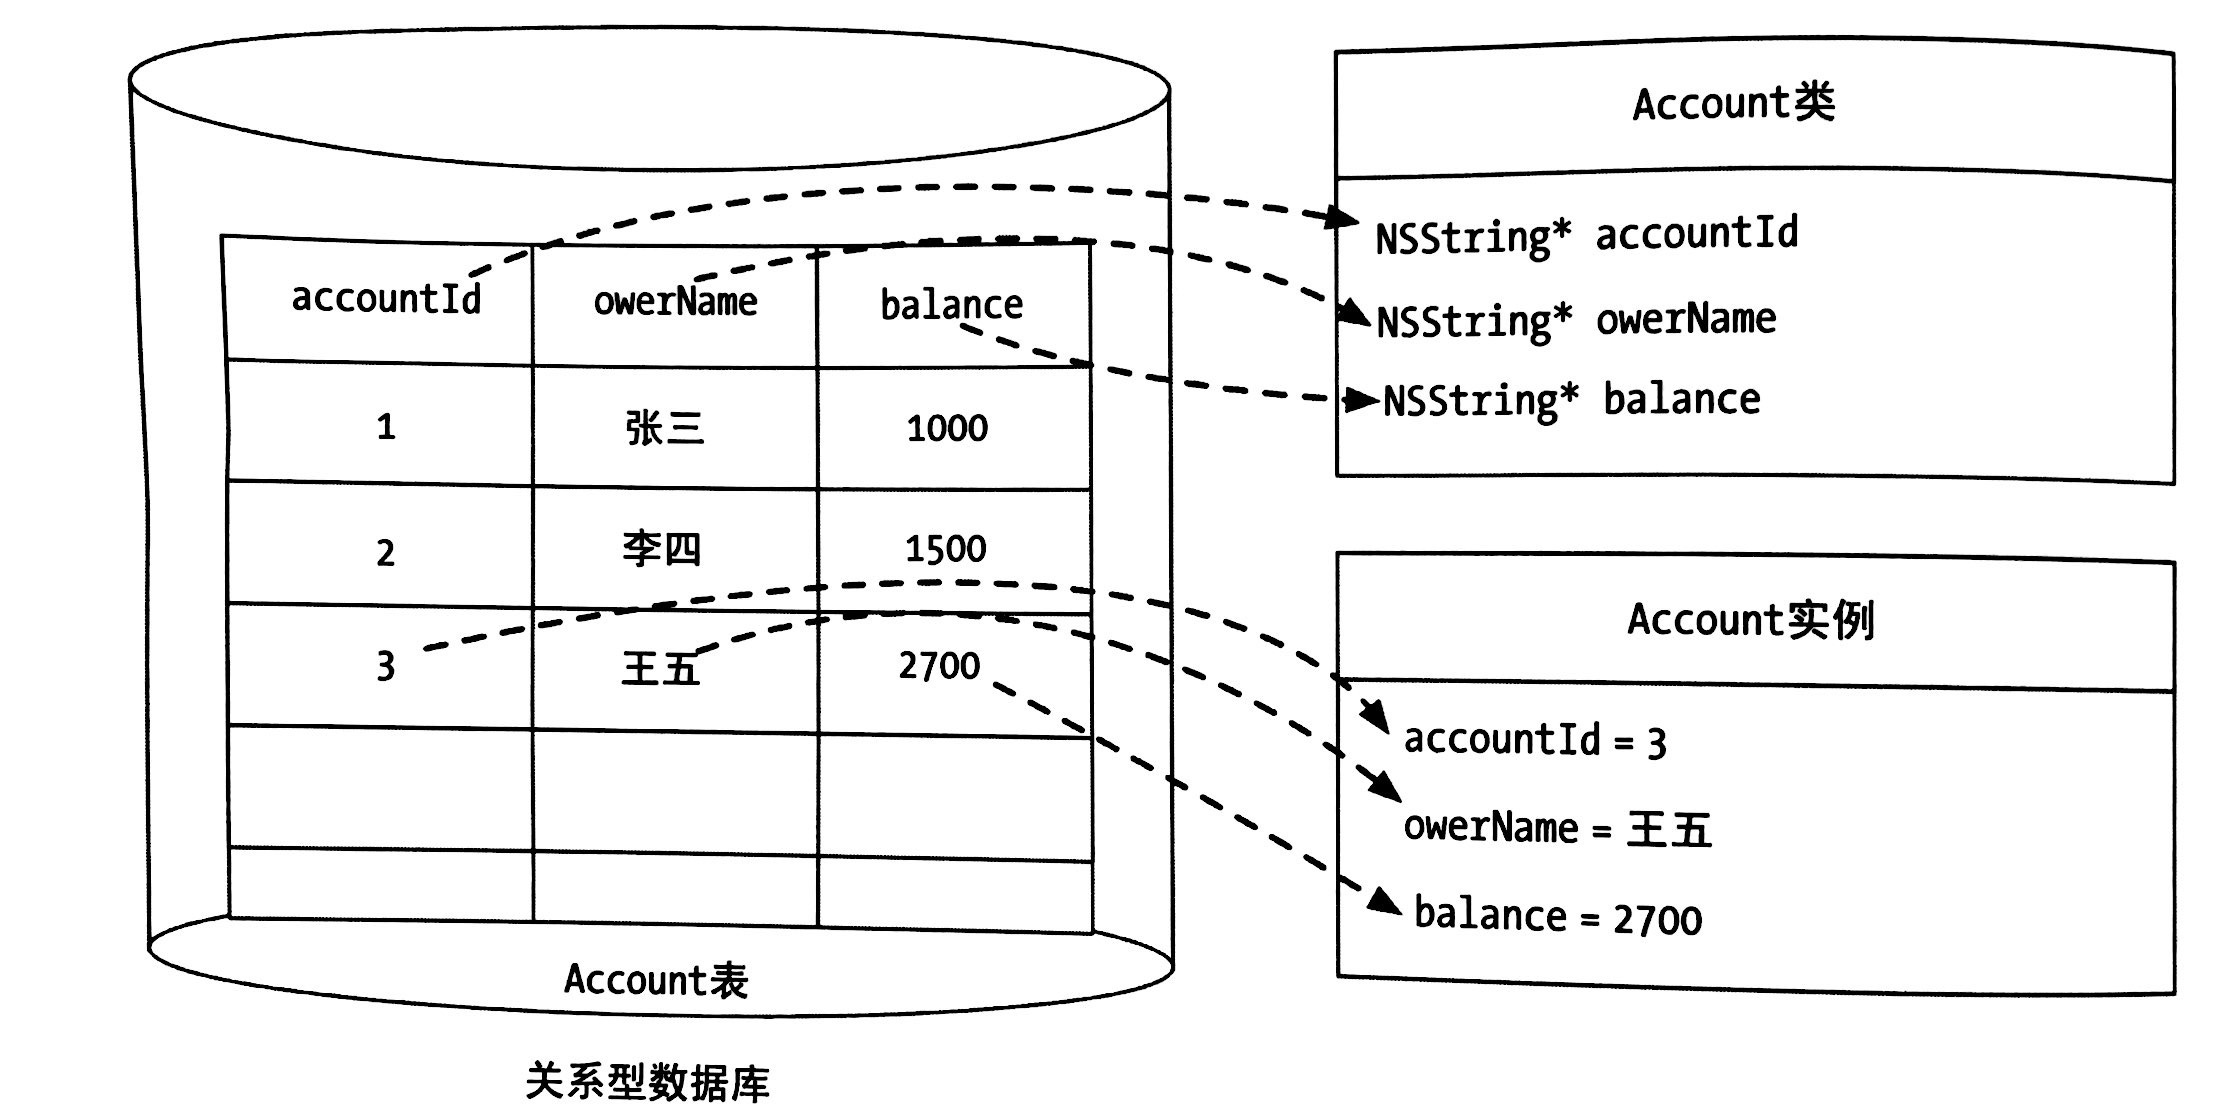 accountId owerName balance
1 张三 1000
2 李四 1500
3 王五 2700
Account表
关系型数据库
Account类
NSString* accountId
NSString* owerName
NSString* balance
Account实例
accountId = 3
owerName = 王五
balance = 2700